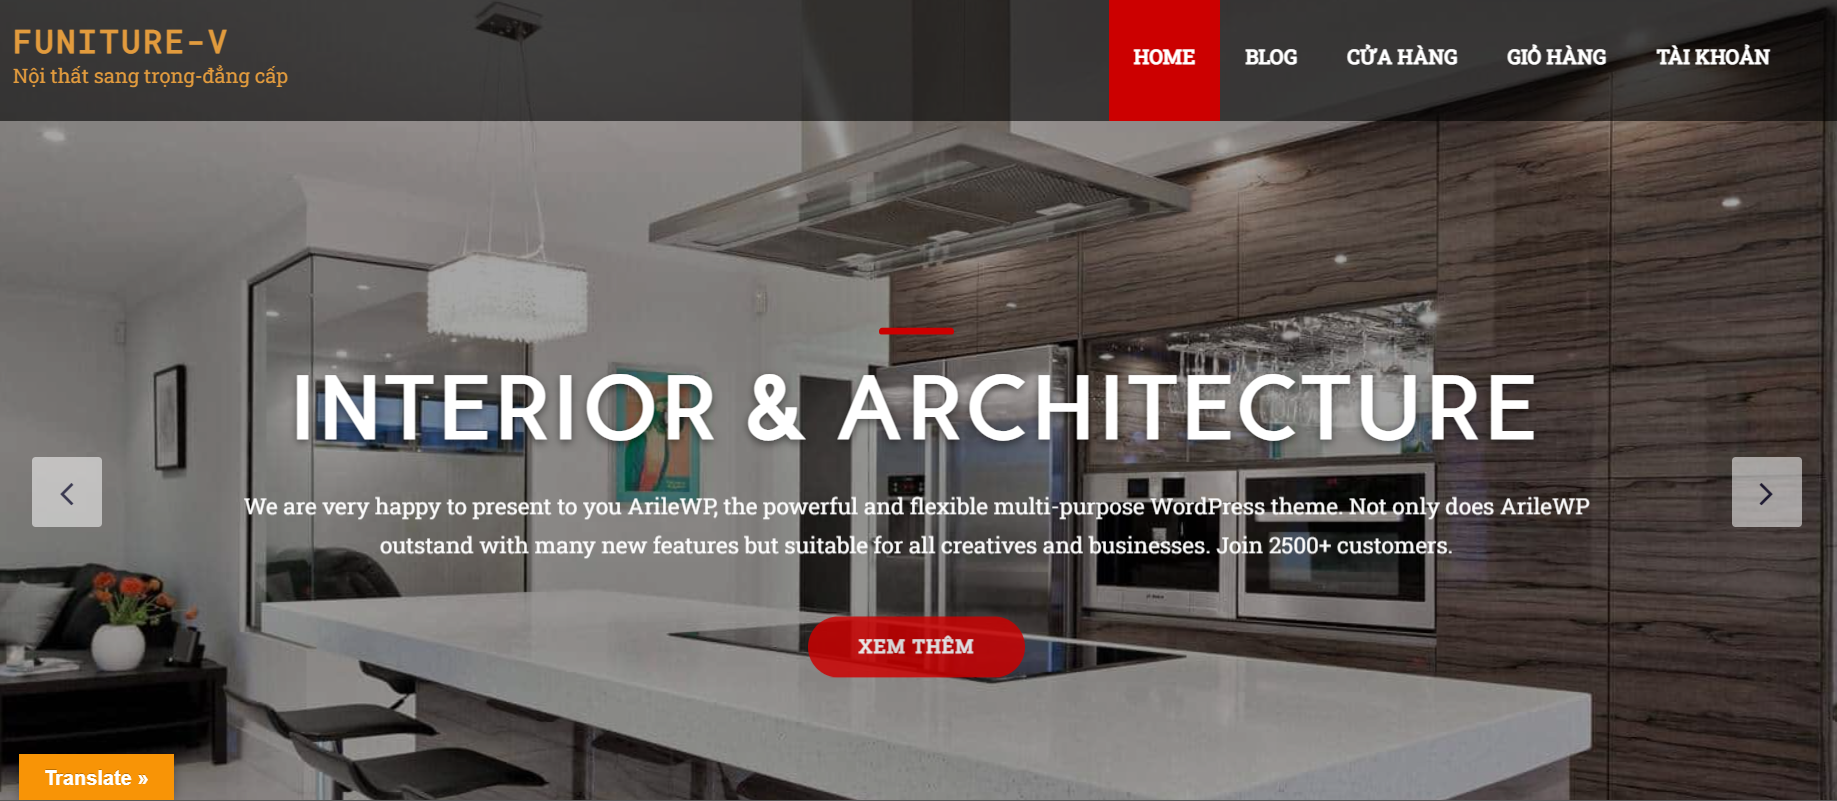 FUNITURE-V
Nội thất sang trọng-đẳng cấp
HOME
BLOG
CỬA HÀNG
GIỎ HÀNG
TÀI KHOẢN
INTERIOR & ARCHITECTURE
We are very happy to present to you ArileWP, the powerful and flexible multi-purpose WordPress theme. Not only does ArileWP
outstand with many new features but suitable for all creatives and businesses. Join 2500+ customers.
XEM THÊM
Translate »